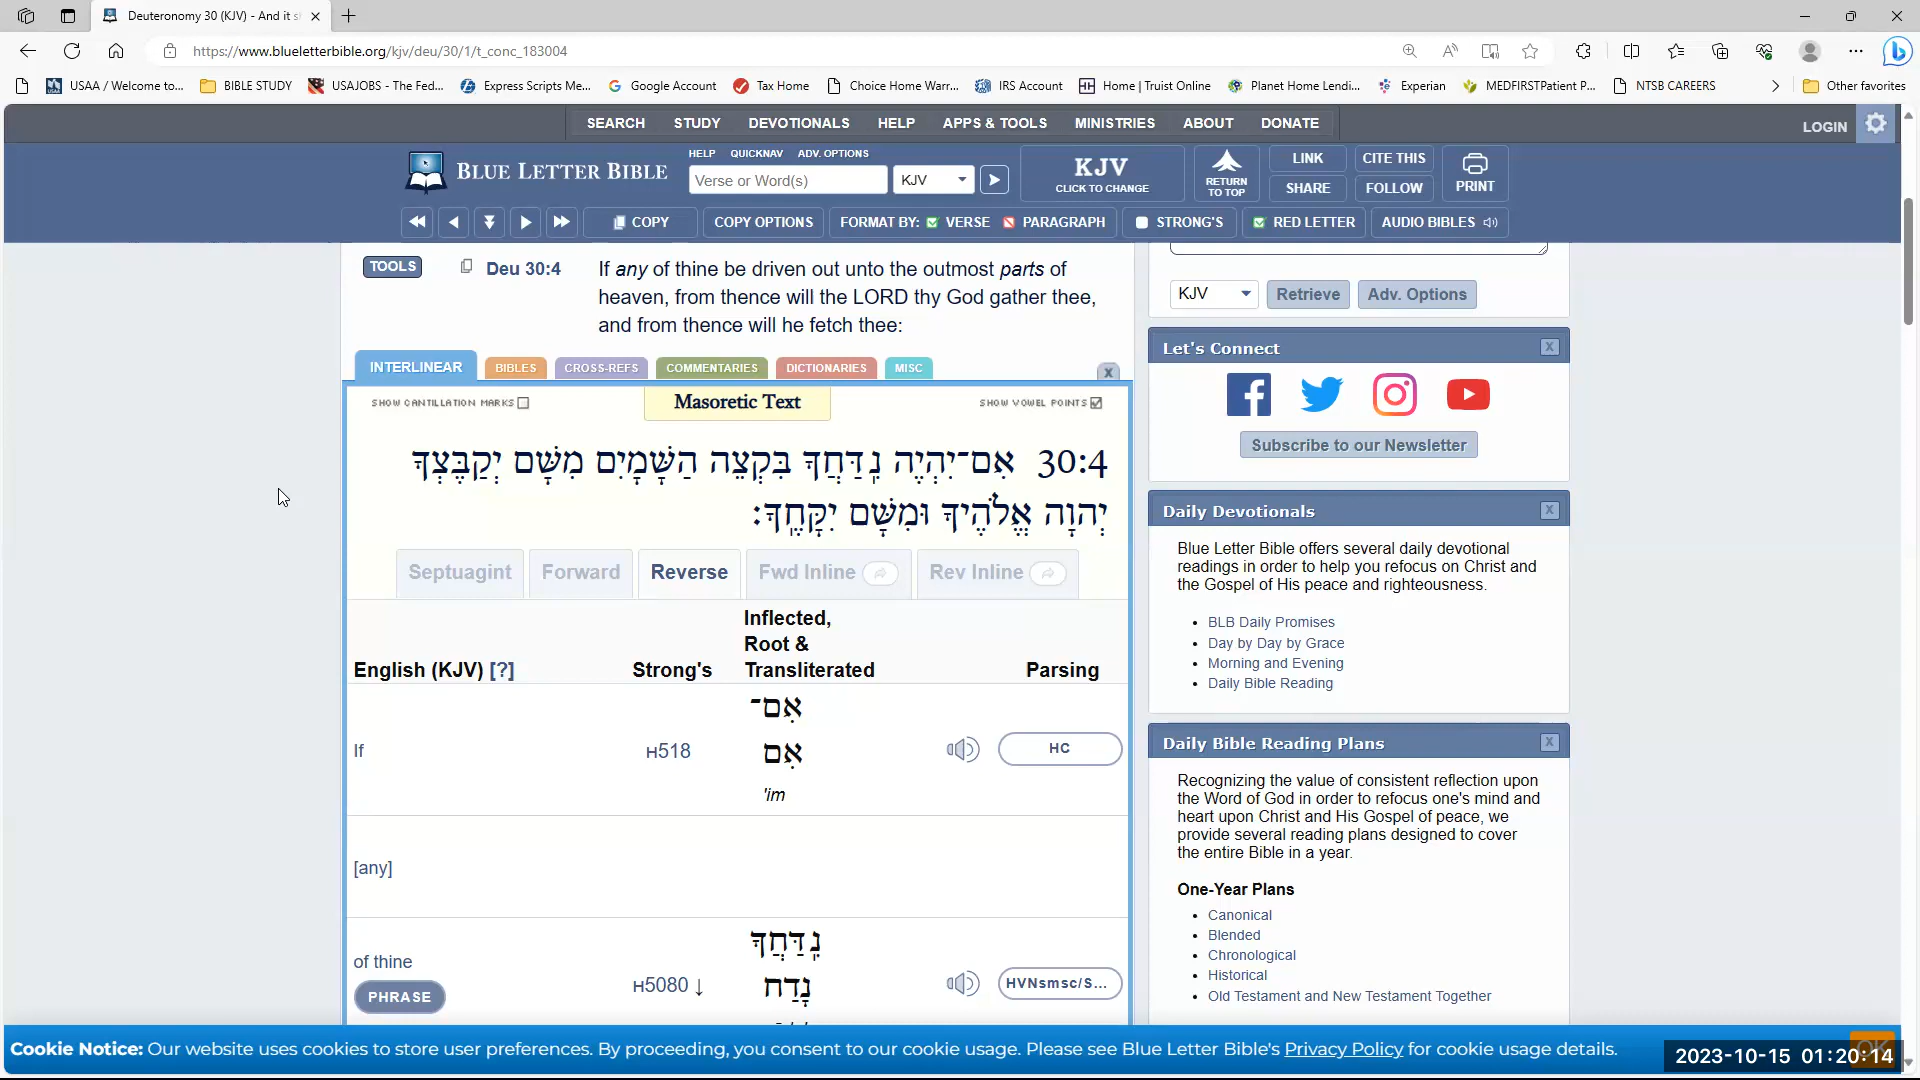 Deuteronomy 30 (KJV) - And it s
https://www.blueletterbible.org/kjv/deu/30/1/t_conc_183004
USAA / Welcome to... BIBLE STUDY USAJOBS - The Fed... Express Scripts Me... Google Account Tax Home Choice Home Warr... IRS Account Home | Truist Online Planet Home Lendi... Experian MEDFIRSTPatient P... NTSB CAREERS Other favorites
SEARCH STUDY DEVOTIONALS HELP APPS & TOOLS MINISTRIES ABOUT DONATE LOGIN
BLUE LETTER BIBLE
HELP QUICKNAV ADV. OPTIONS
Verse or Word(s) KJV
KJV
CLICK TO CHANGE
RETURN
TO TOP
LINK CITE THIS
SHARE FOLLOW
PRINT
COPY COPY OPTIONS FORMAT BY: VERSE PARAGRAPH STRONG'S RED LETTER AUDIO BIBLES
TOOLS Deu 30:4 If any of thine be driven out unto the outmost parts of
heaven, from thence will the LORD thy God gather thee,
and from thence will he fetch thee:
INTERLINEAR BIBLES CROSS-REFS COMMENTARIES DICTIONARIES MISC X
SHOW CANTILLATION MARKS Masoretic Text SHOW VOWEL POINTS
30:4 אִם־יִהְיֶה נִדַּחֲךָ בִּקְצֵה הַשָּׁמָיִם מִשָּׁם יְקַבֶּצְךָ
יְהוָה אֱלֹהֶיךָ וּמִשָּׁם יִקָּחֶךָ׃
Septuagint Forward Reverse Fwd Inline Rev Inline
English (KJV) [?] Strong's Inflected,
Root &
Transliterated Parsing
If H518 אִם־
אִם
'im
HC
[any]
of thine
PHRASE
H5080 ↓ נִדַּחֲךָ
נָדַח
HVNsmsc/S...
KJV Retrieve Adv. Options
Let's Connect X
Subscribe to our Newsletter
Daily Devotionals X
Blue Letter Bible offers several daily devotional
readings in order to help you refocus on Christ and
the Gospel of His peace and righteousness.
BLB Daily Promises
Day by Day by Grace
Morning and Evening
Daily Bible Reading
Daily Bible Reading Plans X
Recognizing the value of consistent reflection upon
the Word of God in order to refocus one's mind and
heart upon Christ and His Gospel of peace, we
provide several reading plans designed to cover
the entire Bible in a year.
One-Year Plans
Canonical
Blended
Chronological
Historical
Old Testament and New Testament Together
Cookie Notice: Our website uses cookies to store user preferences. By proceeding, you consent to our cookie usage. Please see Blue Letter Bible's Privacy Policy for cookie usage details.
2023-10-15 01:20:14